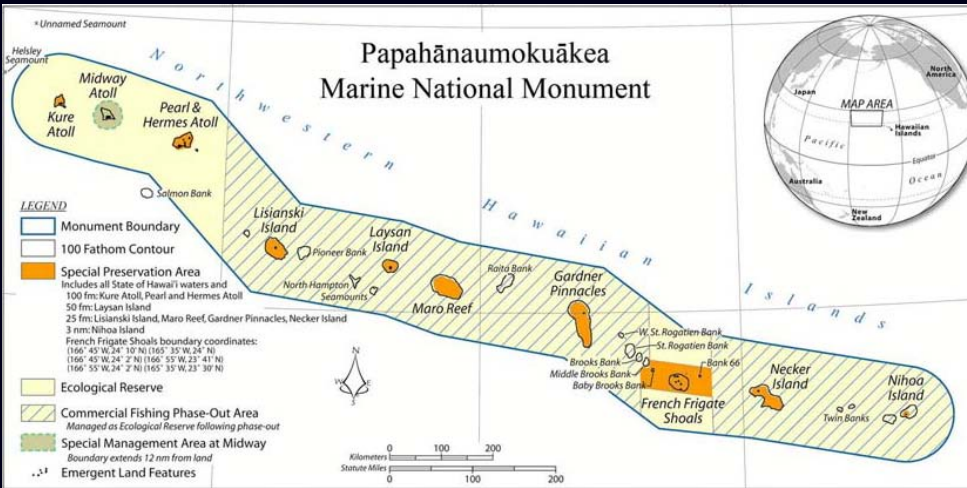 Unnamed Seamount
Helsley
Seamount
Midway
Atoll
Kure
Atoll
Pearl &
Hermes Atoll
Northwestern
Papahānaumokuākea
Marine National Monument
Japan
North
America
MAP AREA
Hawaiian
Islands
Pacific
Equator
Ocean
Australia
New
Zealand
Salmon Bank
Hawaiian
Islands
Lisianski
Island
Pioneer Bank
Laysan
Island
North Hampton
Seamounts
Maro Reef
Raita Bank
Gardner
Pinnacles
W. St. Rogatien Bank
St. Rogatien Bank
Brooks Bank
Middle Brooks Bank
Baby Brooks Bank
Bank 66
French Frigate
Shoals
Necker
Island
Twin Banks
Nihoa
Island
LEGEND
Monument Boundary
100 Fathom Contour
Special Preservation Area
Includes all State of Hawai'i waters and
100 fm: Kure Atoll, Pearl and Hermes Atoll
50 fm: Laysan Island
25 fm: Lisianski Island, Maro Reef, Gardner Pinnacles, Necker Island
3 nm: Nihoa Island
French Frigate Shoals boundary coordinates:
(166° 45' W, 24° 10' N) (165° 35' W, 24° N)
(166° 45' W, 24° 2' N) (166° 55' W, 23° 41' N)
(166° 55' W, 24° 2' N) (165° 35' W, 23° 30' N)
Ecological Reserve
Commercial Fishing Phase-Out Area
Managed as Ecological Reserve following phase-out
Special Management Area at Midway
Boundary extends 12 nm from land
Emergent Land Features
N
W
E
S
0 100 200
Kilometers
Statute Miles
0 100 200